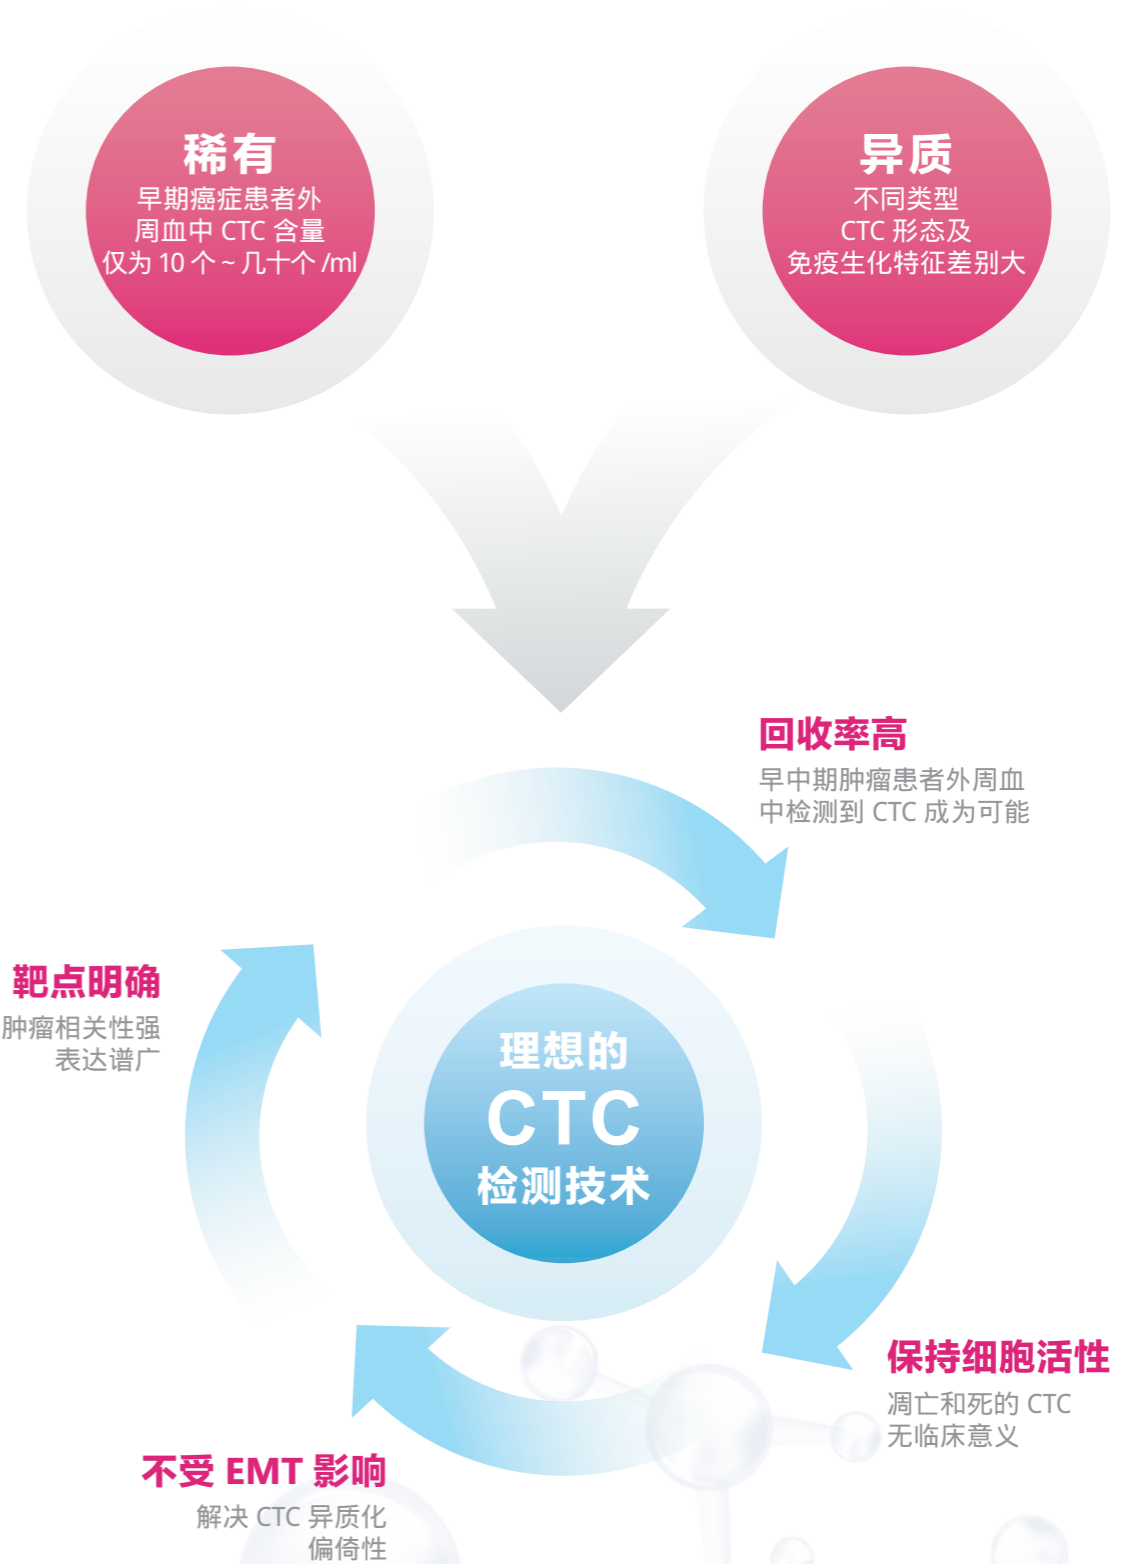 稀有
早期癌症患者外
周血中 CTC 含量
仅为 10 个 ~ 几十个 /ml
异质
不同类型
CTC 形态及
免疫生化特征差别大
回收率高
早中期肿瘤患者外周血
中检测到 CTC 成为可能
靶点明确
肿瘤相关性强
表达谱广
理想的
CTC
检测技术
保持细胞活性
凋亡和死的 CTC
无临床意义
不受 EMT 影响
解决 CTC 异质化
偏倚性